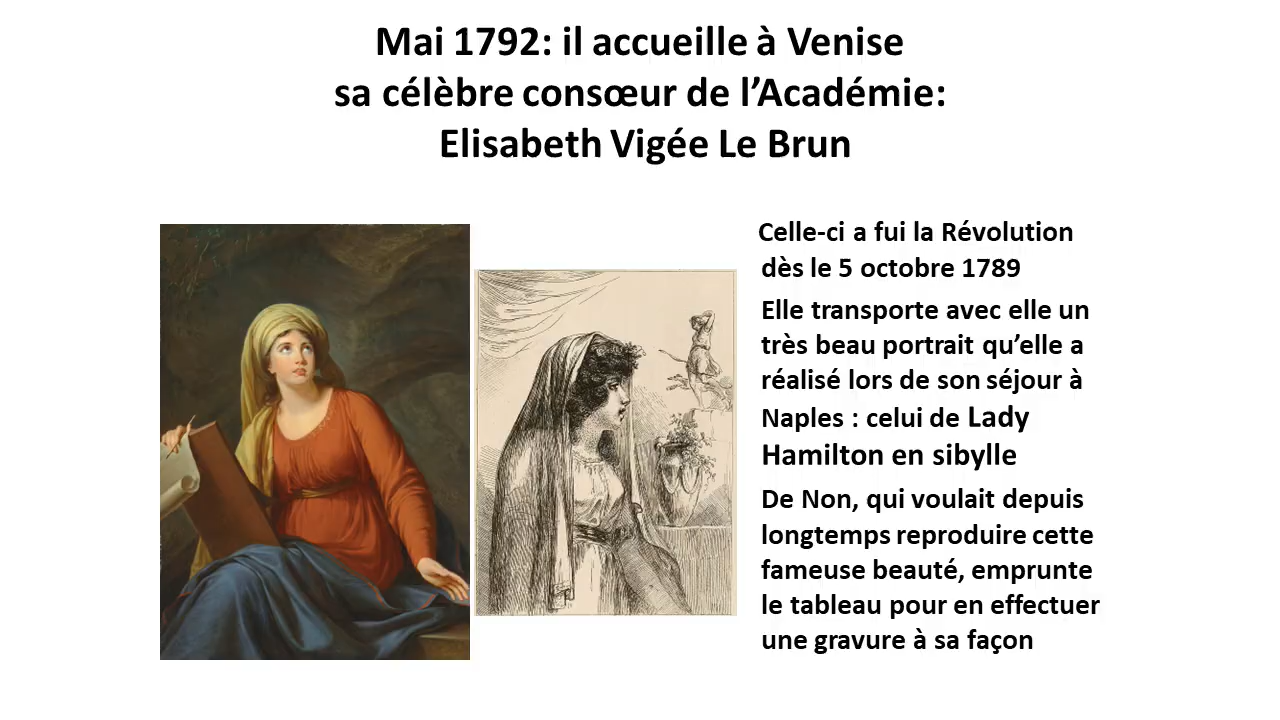 Mai 1792: il accueille à Venise
sa célèbre consœur de l’Académie:
Elisabeth Vigée Le Brun
Celle-ci a fui la Révolution
dès le 5 octobre 1789
Elle transporte avec elle un
très beau portrait qu’elle a
réalisé lors de son séjour à
Naples : celui de Lady
Hamilton en sibylle
De Non, qui voulait depuis
longtemps reproduire cette
fameuse beauté, emprunte
le tableau pour en effectuer
une gravure à sa façon